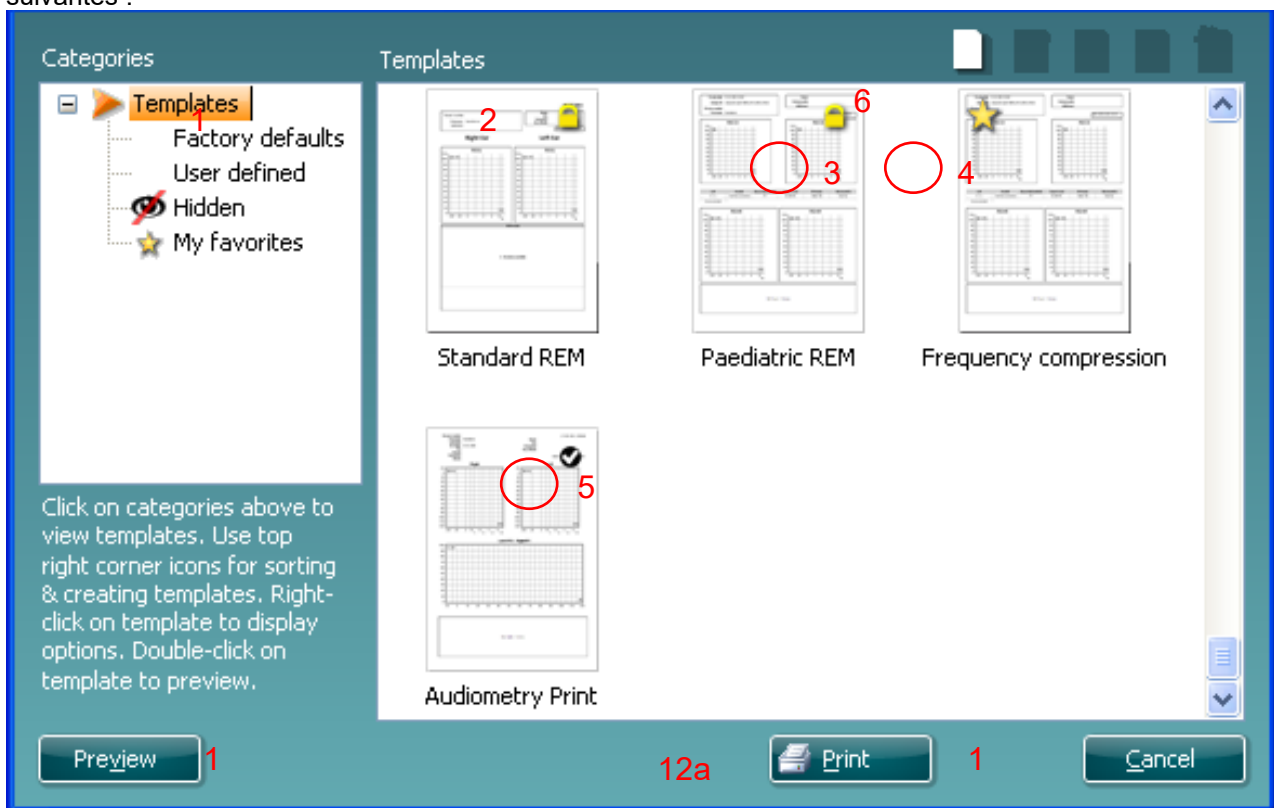 suivantes :
Categories
Templates
Templates
1
Factory defaults
User defined
Hidden
My favorites
2
6
3
4
Standard REM
Paediatric REM
Frequency compression
5
Audiometry Print
Click on categories above to
view templates. Use top
right corner icons for sorting
& creating templates. Right-
click on template to display
options. Double-click on
template to preview.
Preview
1
12a
Print
1
Cancel